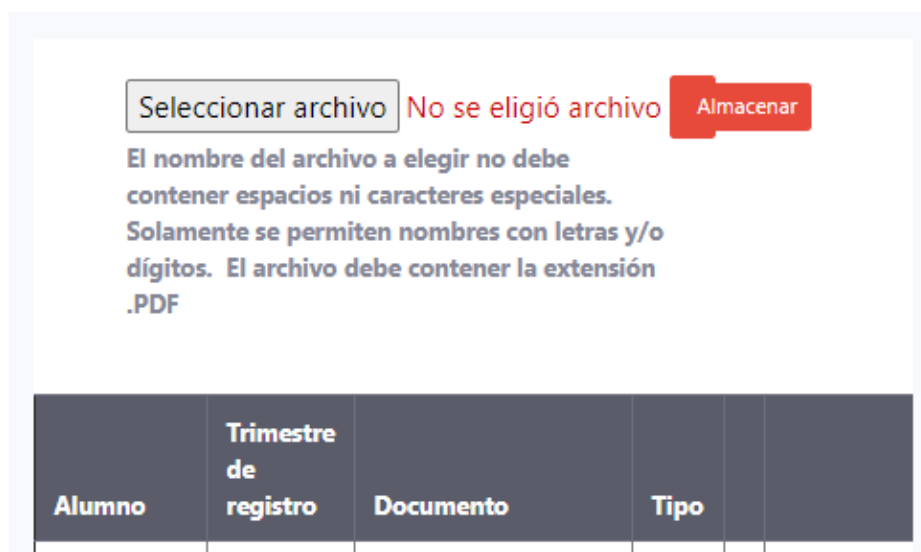 Seleccionar archivo No se eligió archivo Almacenar
El nombre del archivo a elegir no debe
contener espacios ni caracteres especiales.
Solamente se permiten nombres con letras y/o
dígitos. El archivo debe contener la extensión
.PDF
Trimestre
de
Alumno registro Documento Tipo